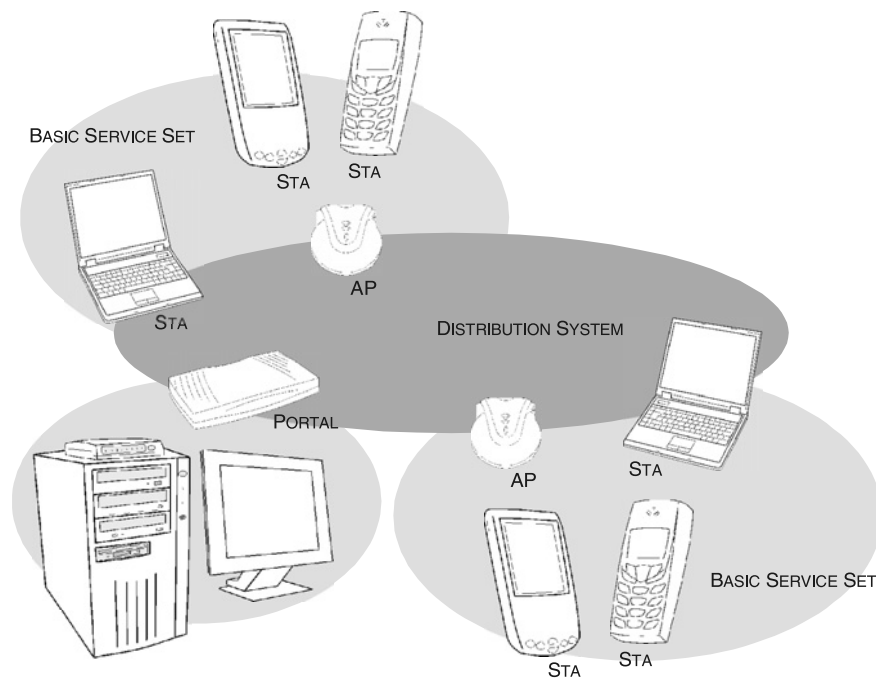 BASIC SERVICE SET
STA
STA
STA
AP
DISTRIBUTION SYSTEM
PORTAL
AP
STA
BASIC SERVICE SET
STA
STA